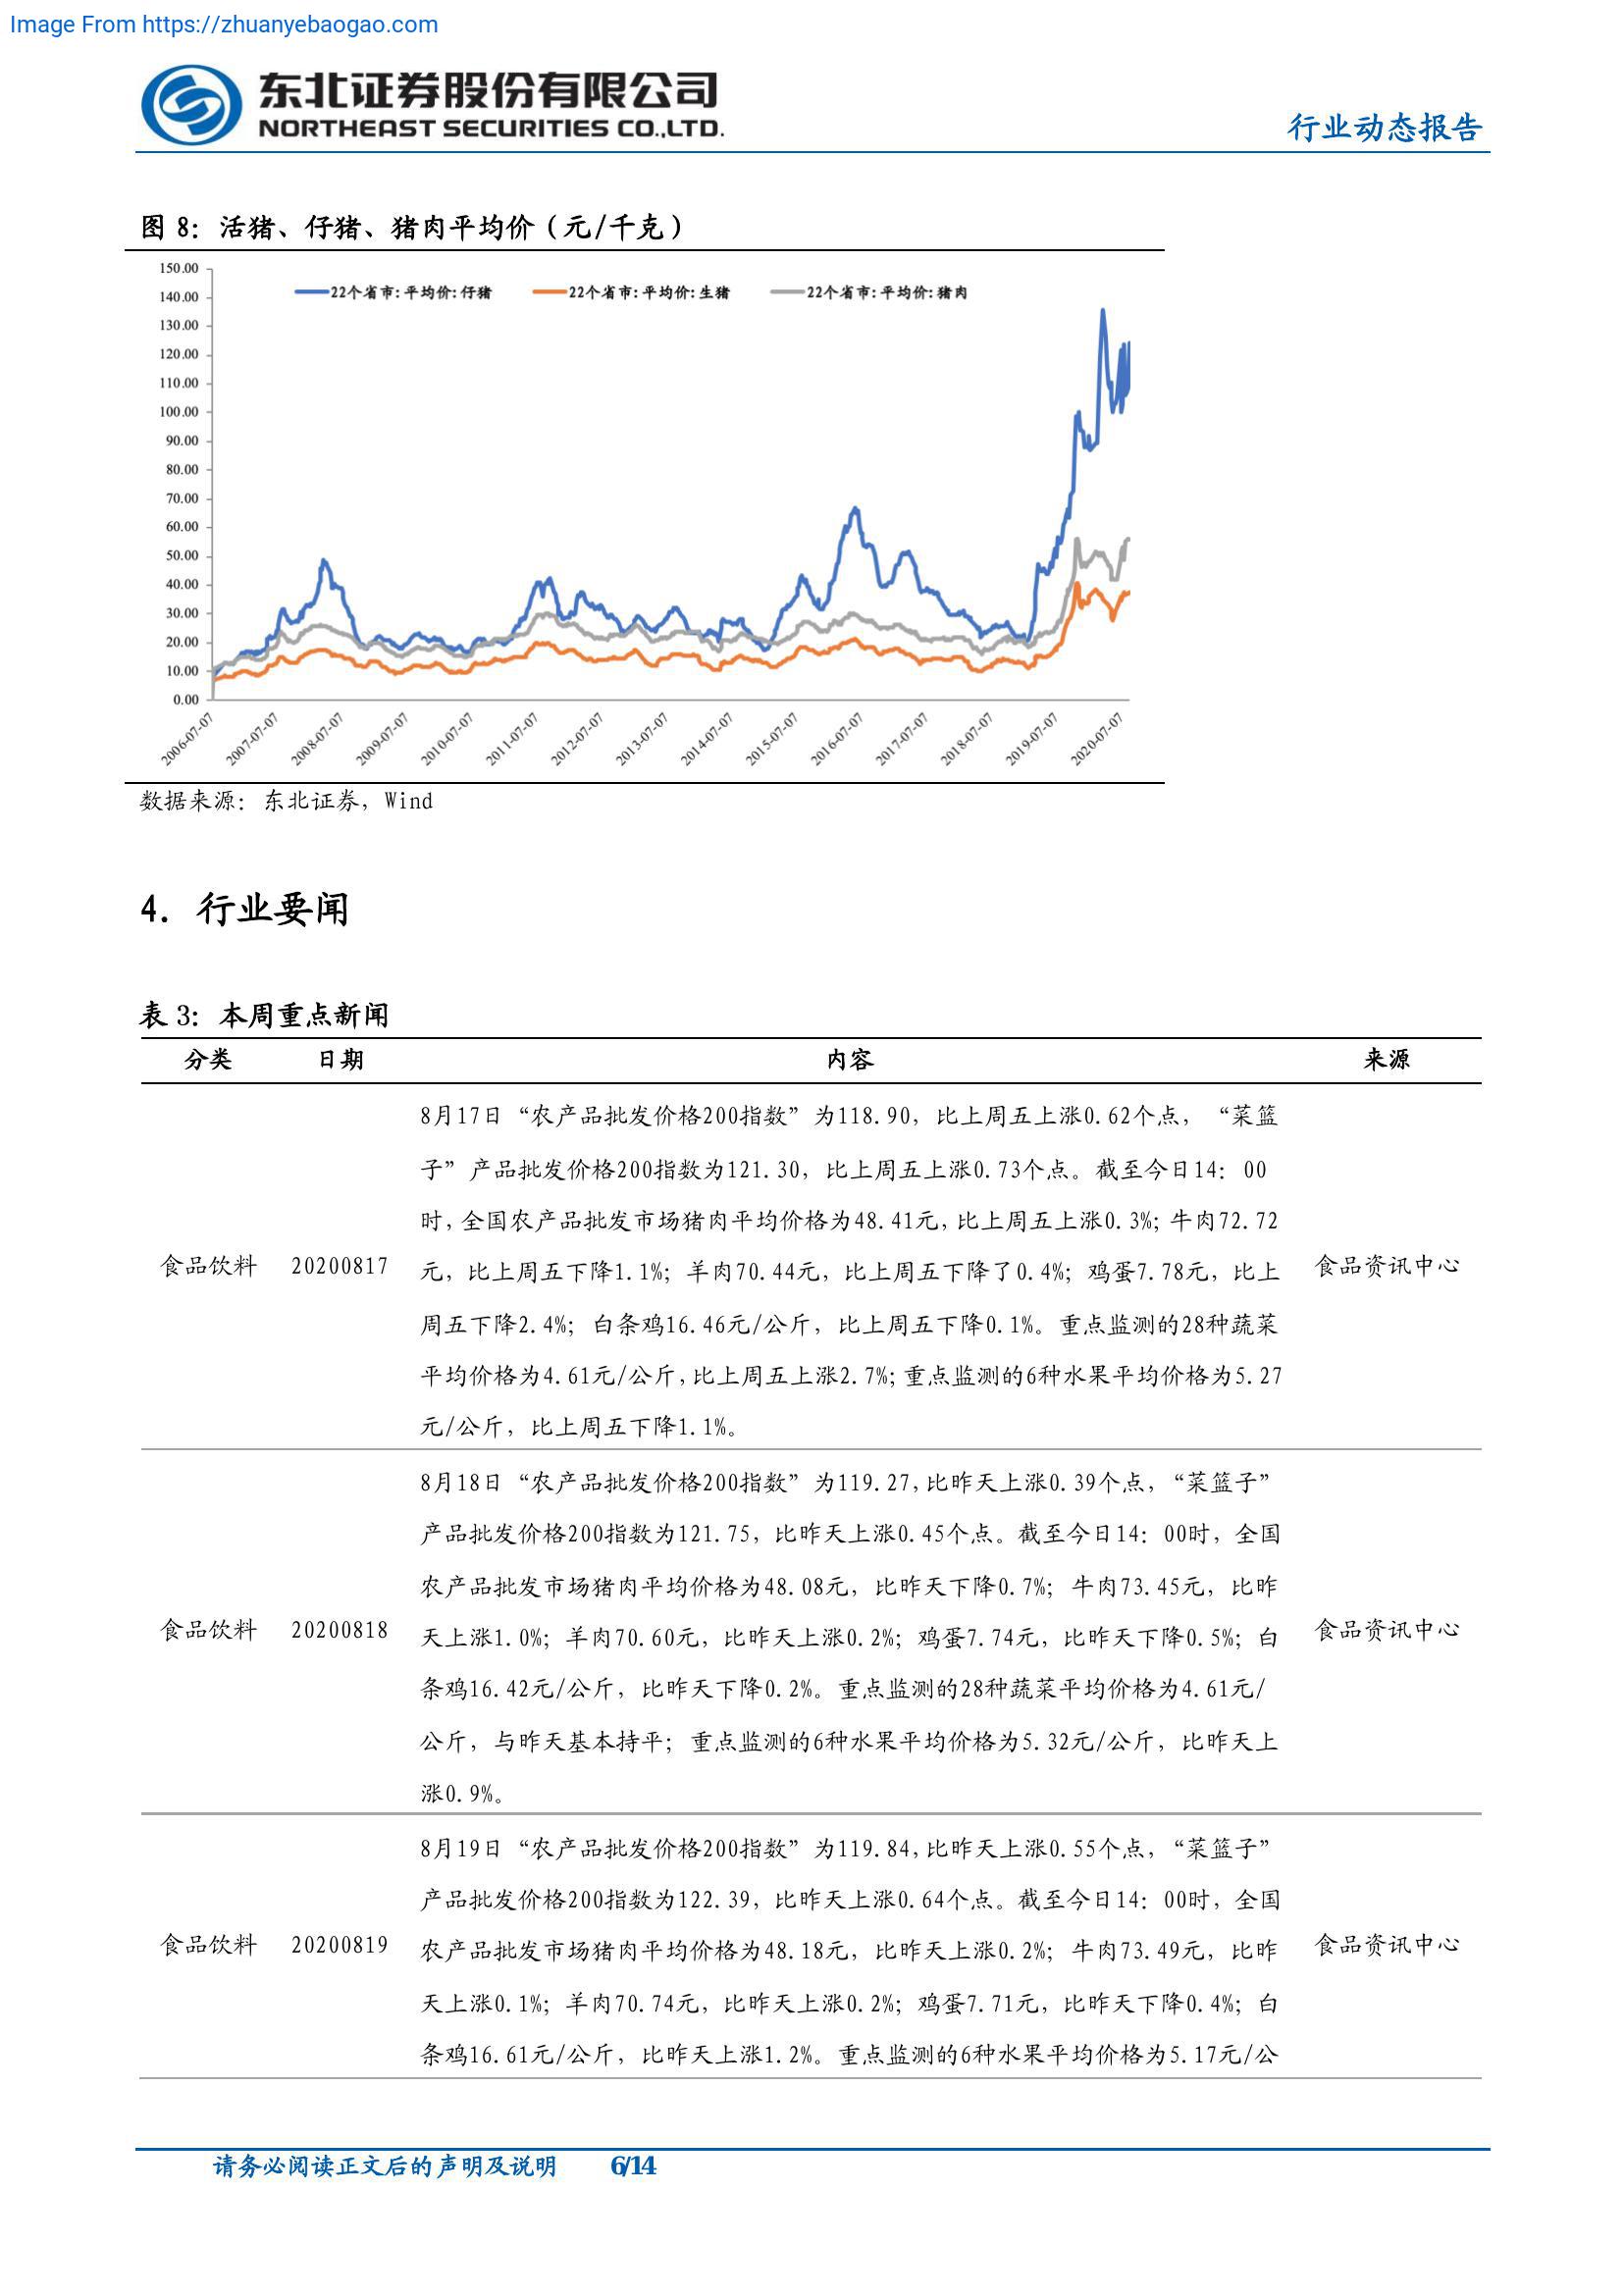 Image From https://zhuanyebaogao.com
东北证券股份有限公司
NORTHEAST SECURITIES CO.,LTD.
行业动态报告
图 8：活猪、仔猪、猪肉平均价（元/千克）
150.00
140.00
130.00
120.00
110.00
100.00
90.00
80.00
70.00
60.00
50.00
40.00
30.00
20.00
10.00
0.00
22个省市:平均价:仔猪
22个省市:平均价:生猪
22个省市:平均价:猪肉
2006-07-07
2007-07-07
2008-07-07
2009-07-07
2010-07-07
2011-07-07
2012-07-07
2013-07-07
2014-07-07
2015-07-07
2016-07-07
2017-07-07
2018-07-07
2019-07-07
2020-07-07
数据来源：东北证券，Wind
4. 行业要闻
表 3：本周重点新闻
分类 日期 内容 来源
8月17日“农产品批发价格200指数”为118.90，比上周五上涨0.62个点，“菜篮
子”产品批发价格200指数为121.30，比上周五上涨0.73个点。截至今日14：00
时，全国农产品批发市场猪肉平均价格为48.41元，比上周五上涨0.3%；牛肉72.72
食品饮料 20200817 元，比上周五下降1.1%；羊肉70.44元，比上周五下降了0.4%；鸡蛋7.78元，比上 食品资讯中心
周五下降2.4%；白条鸡16.46元/公斤，比上周五下降0.1%。重点监测的28种蔬菜
平均价格为4.61元/公斤，比上周五上涨2.7%；重点监测的6种水果平均价格为5.27
元/公斤，比上周五下降1.1%。
8月18日“农产品批发价格200指数”为119.27，比昨天上涨0.39个点，“菜篮子”
产品批发价格200指数为121.75，比昨天上涨0.45个点。截至今日14：00时，全国
农产品批发市场猪肉平均价格为48.08元，比昨天下降0.7%；牛肉73.45元，比昨
食品饮料 20200818 天上涨1.0%；羊肉70.60元，比昨天上涨0.2%；鸡蛋7.74元，比昨天下降0.5%；白 食品资讯中心
条鸡16.42元/公斤，比昨天下降0.2%。重点监测的28种蔬菜平均价格为4.61元/
公斤，与昨天基本持平；重点监测的6种水果平均价格为5.32元/公斤，比昨天上
涨0.9%。
8月19日“农产品批发价格200指数”为119.84，比昨天上涨0.55个点，“菜篮子”
产品批发价格200指数为122.39，比昨天上涨0.64个点。截至今日14：00时，全国
食品饮料 20200819 农产品批发市场猪肉平均价格为48.18元，比昨天上涨0.2%；牛肉73.49元，比昨 食品资讯中心
天上涨0.1%；羊肉70.74元，比昨天上涨0.2%；鸡蛋7.71元，比昨天下降0.4%；白
条鸡16.61元/公斤，比昨天上涨1.2%。重点监测的6种水果平均价格为5.17元/公
请务必阅读正文后的声明及说明 6/14